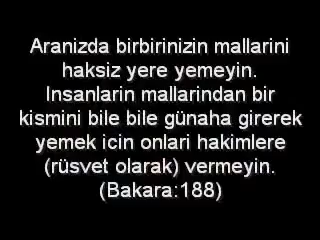 Aranizda birbirinizin mallarini
haksiz yere yemeyin.
Insanlarin mallarindan bir
kismini bile bile günaha girerek
yemek icin onlari hakimlere
(rüsvet olarak) vermeyin.
(Bakara:188)